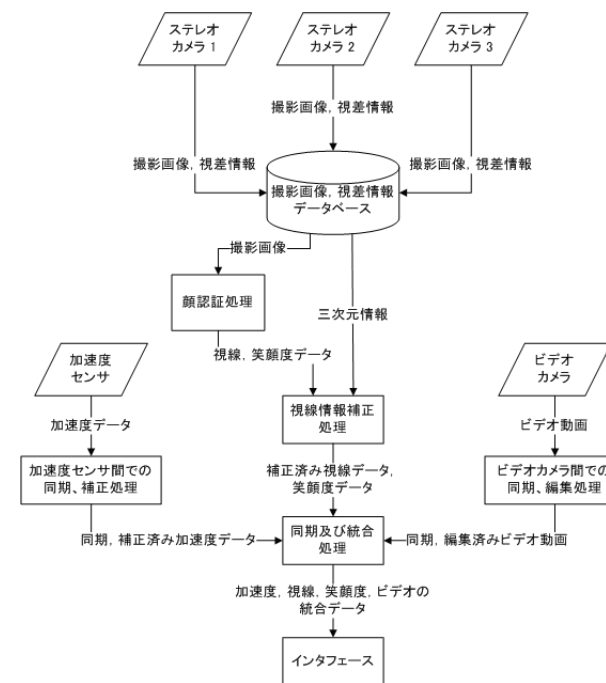 ステレオ
カメラ 1
ステレオ
カメラ 2
ステレオ
カメラ 3
撮影画像, 視差情報
撮影画像, 視差情報
撮影画像, 視差情報
撮影画像, 視差情報
データベース
撮影画像
顔認証処理
三次元情報
視線, 笑顔度データ
加速度
センサ
ビデオ
カメラ
加速度データ
視線情報補正
処理
ビデオ動画
加速度センサ間での
同期、補正処理
補正済み視線データ,
笑顔度データ
ビデオカメラ間での
同期、編集処理
同期, 補正済み加速度データ
同期及び統合
処理
同期, 編集済みビデオ動画
加速度, 視線, 笑顔度, ビデオの
統合データ
インタフェース